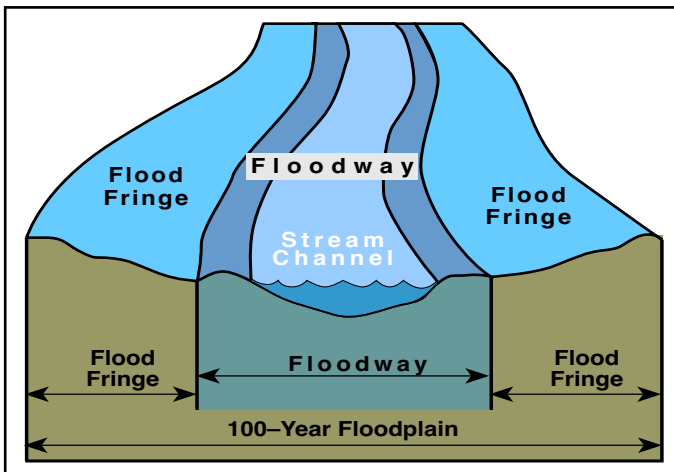 Floodway
Flood
Fringe
Flood
Fringe
Stream
Channel
Flood
Fringe
Floodway
Flood
Fringe
100–Year Floodplain